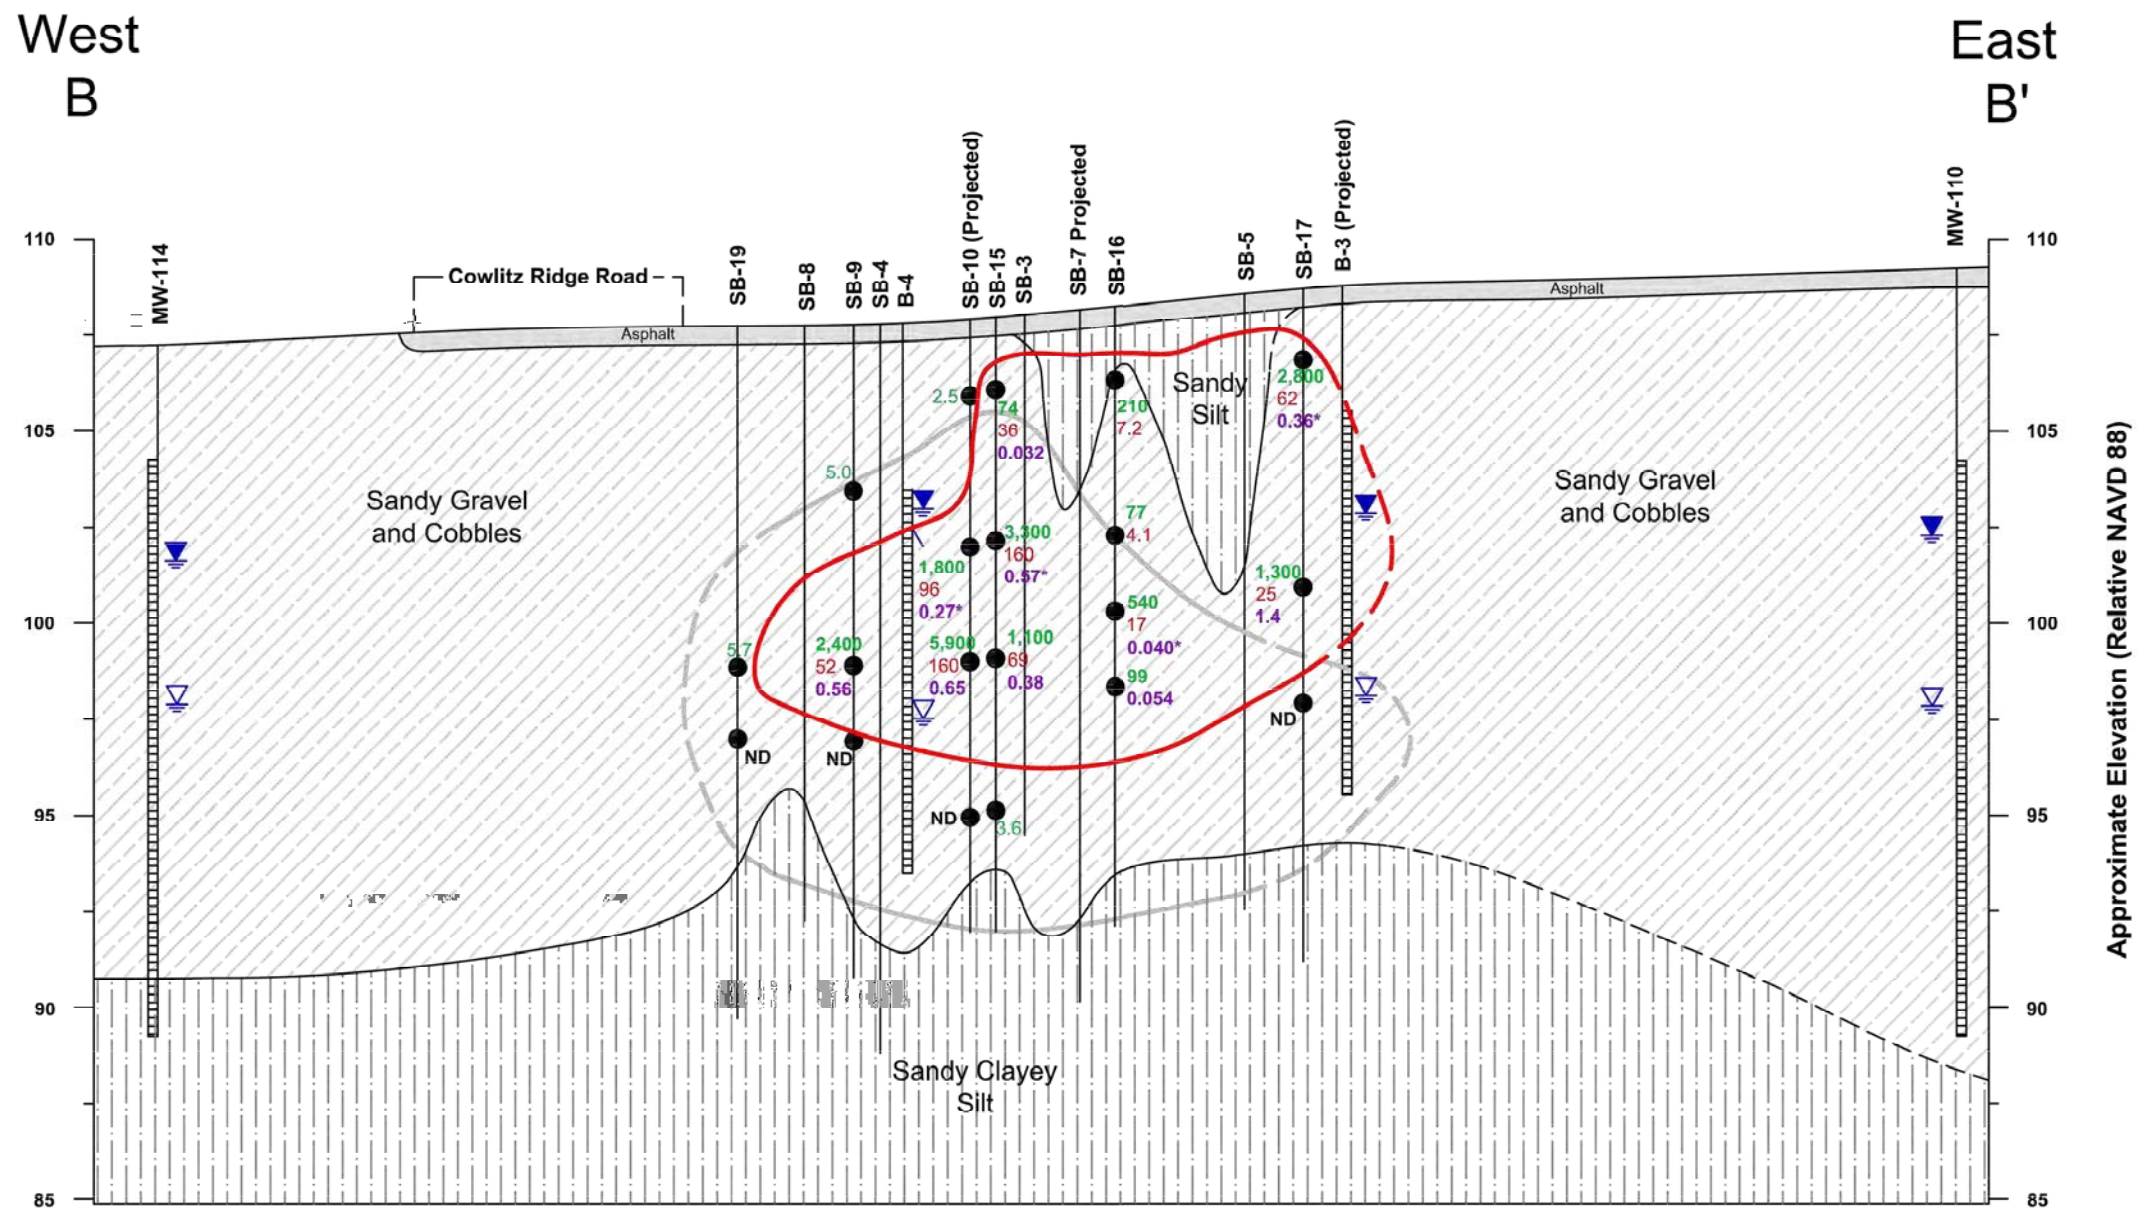 West
B
East
B'
MW-114
Cowlitz Ridge Road
SB-19
SB-8
SB-9
SB-4
B-4
SB-10 (Projected)
SB-15
SB-3
SB-7 Projected
SB-16
SB-5
SB-17
B-3 (Projected)
MW-110
110
105
100
95
90
85
110
105
100
95
90
85
Approximate Elevation (Relative NAVD 88)
Asphalt
Asphalt
Sandy Gravel
and Cobbles
Sandy
Silt
Sandy Gravel
and Cobbles
Sandy Clayey
Silt
5.7
ND
5.0
2,400
52
0.56
ND
2.5
1,800
96
0.27*
5,900
160
0.65
ND
74
36
0.032
3,300
160
0.57*
1,100
69
0.38
3.6
210
7.2
77
4.1
540
17
0.040*
99
0.054
2,800
62
0.36*
1,300
25
1.4
ND